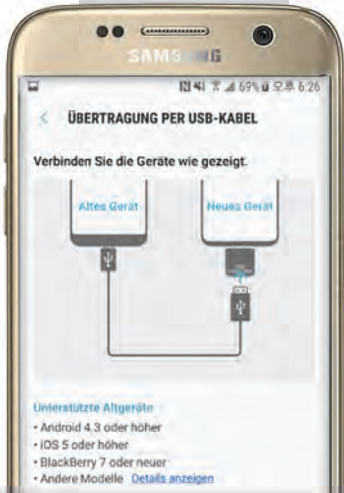 SAMSUNG
69% 오후 6:26
< ÜBERTRAGUNG PER USB-KABEL
Verbinden Sie die Geräte wie gezeigt.
Altes Gerät Neues Gerät
Unterstützte Altgeräte
• Android 4.3 oder höher
• iOS 5 oder höher
• BlackBerry 7 oder neuer
• Andere Modelle Details anzeigen